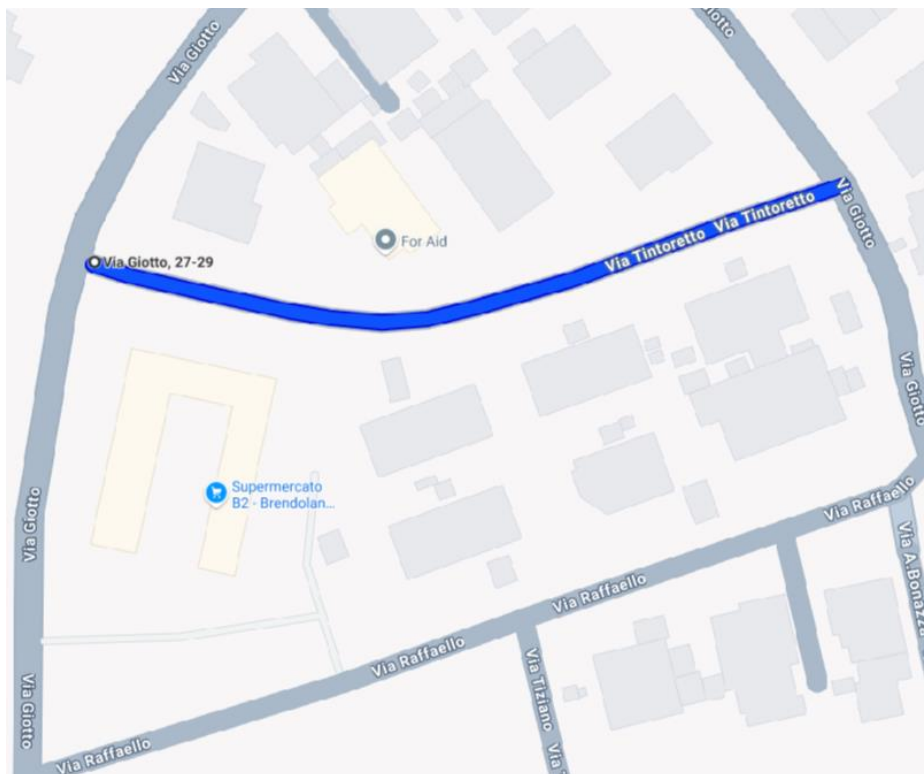 Via Giotto
Giotto
Via Giotto, 27-29
For Aid
Via Tintoretto
Via Tintoretto
Via Giotto
Via Giotto
Supermercato
B2 - Brendolan...
Via Giotto
Via Raffaello
Via A.Bonazza
Via Raffaello
Via Raffaello
Via Giotto
Via Tiziano
Via Raffaello